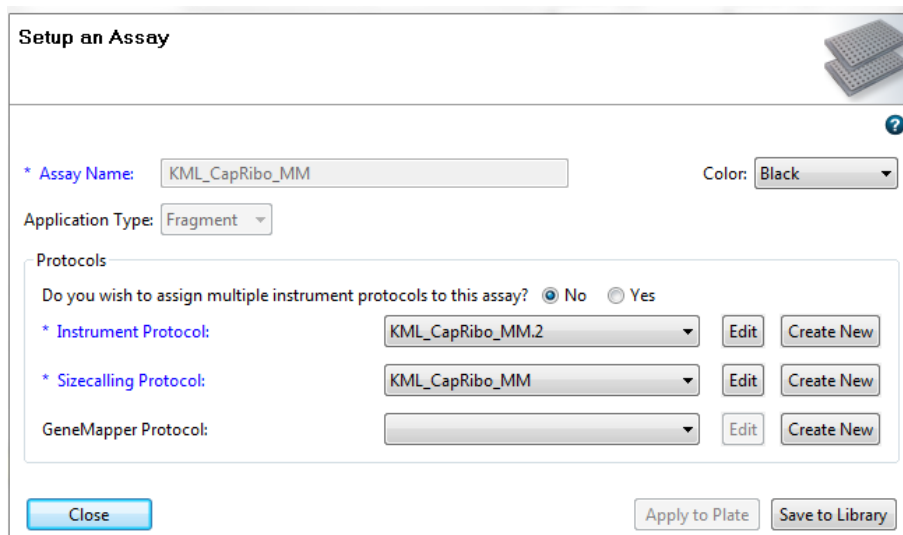 Setup an Assay
?
* Assay Name: KML_CapRibo_MM Color: Black
Application Type: Fragment
Protocols
Do you wish to assign multiple instrument protocols to this assay? No Yes
* Instrument Protocol: KML_CapRibo_MM.2 Edit Create New
* Sizecalling Protocol: KML_CapRibo_MM Edit Create New
GeneMapper Protocol: Edit Create New
Close Apply to Plate Save to Library